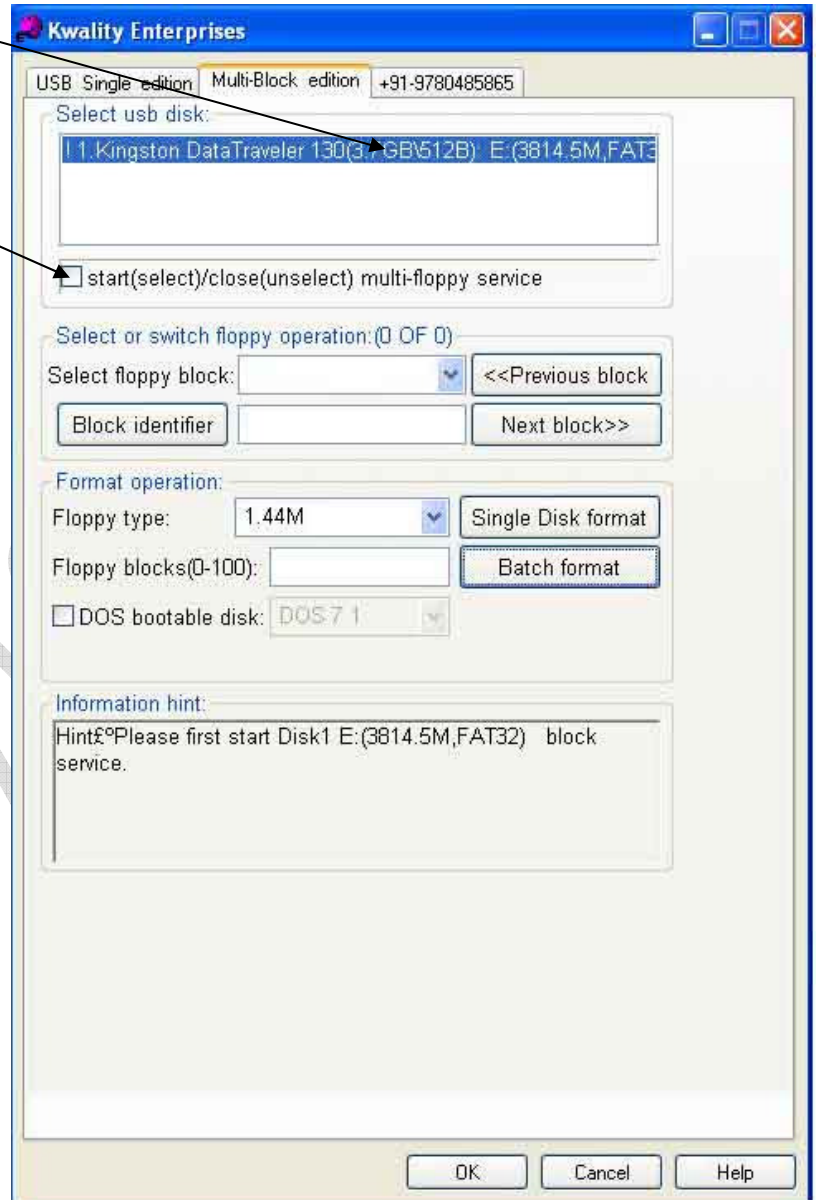 Kwality Enterprises
USB Single edition
Multi-Block edition
+91-9780485865
Select usb disk:
! 1.Kingston DataTraveler 130(3.7GB\512B) E:(3814.5M,FAT3
start(select)/close(unselect) multi-floppy service
Select or switch floppy operation:(0 OF 0)
Select floppy block:
<<Previous block
Block identifier
Next block>>
Format operation:
Floppy type:
1.44M
Single Disk format
Floppy blocks(0-100):
Batch format
DOS bootable disk:
DOS 7 1
Information hint:
Hint£ºPlease first start Disk1 E:(3814.5M,FAT32) block
service.
OK
Cancel
Help